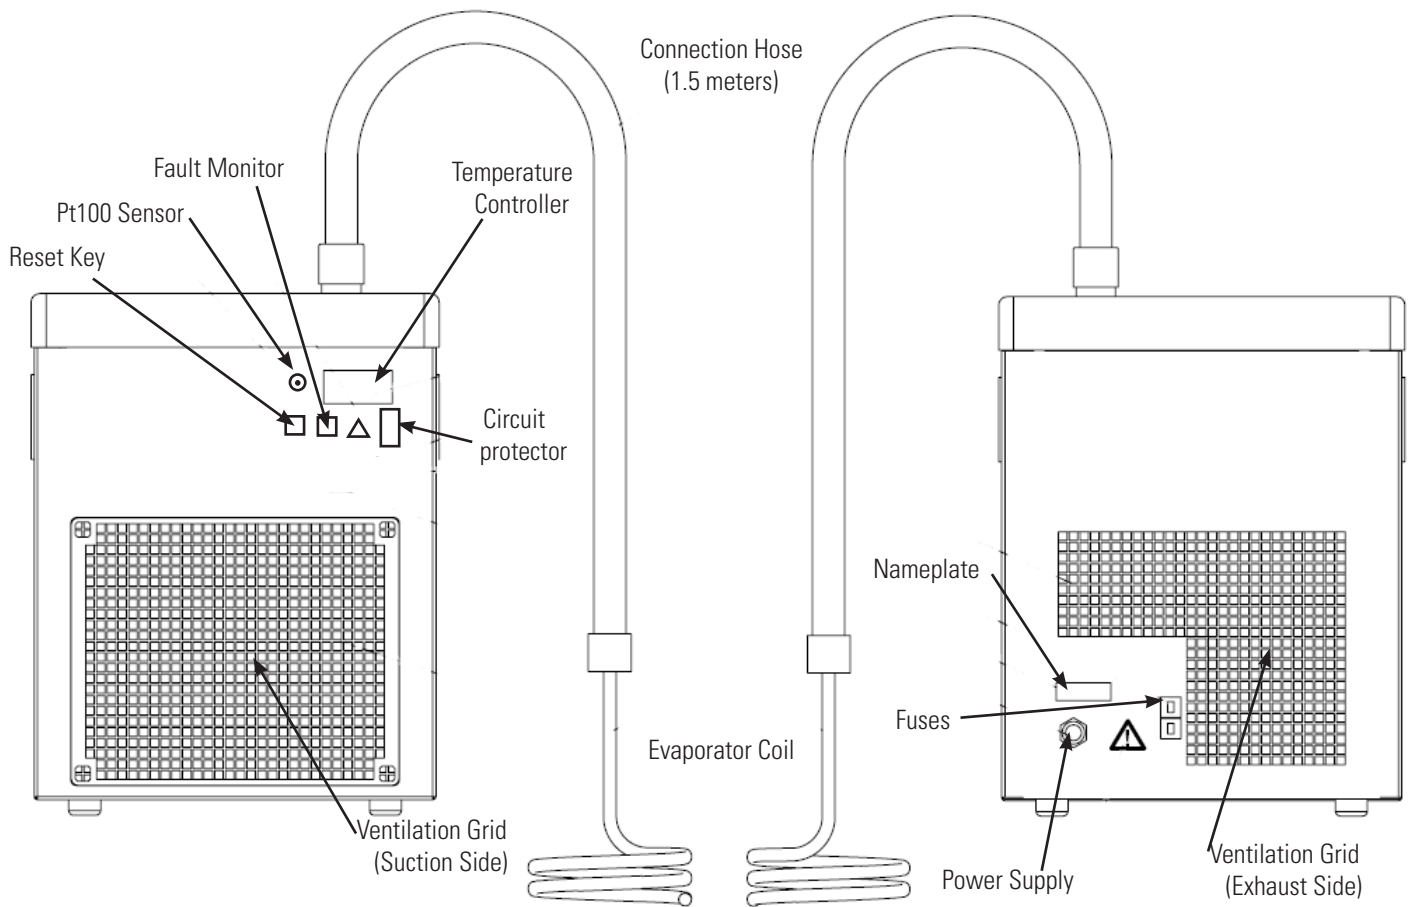 Connection Hose
(1.5 meters)
Fault Monitor
Temperature
Controller
Pt100 Sensor
Reset Key
Circuit
protector
Nameplate
Fuses
Evaporator Coil
Ventilation Grid
(Suction Side)
Power Supply
Ventilation Grid
(Exhaust Side)